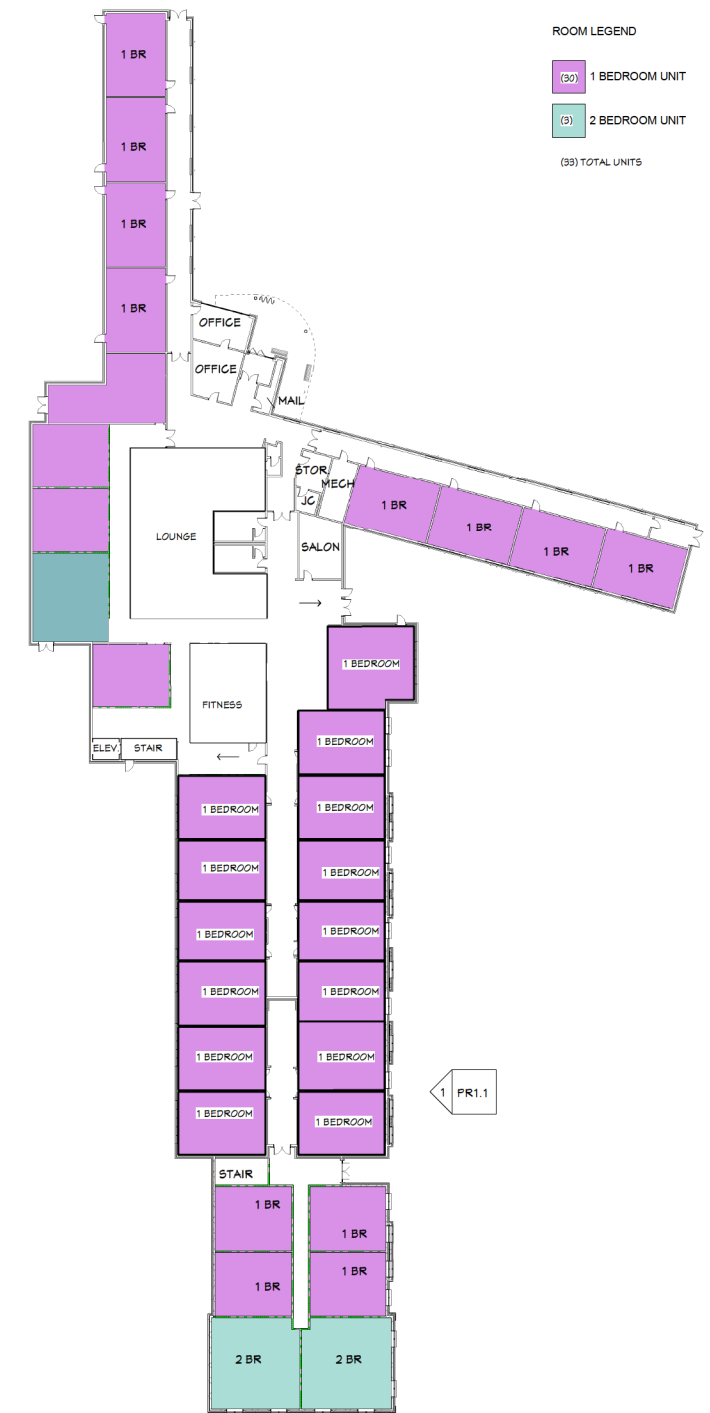 ROOM LEGEND
(30) 1 BEDROOM UNIT
(3) 2 BEDROOM UNIT
(33) TOTAL UNITS
1 BR
1 BR
1 BR
1 BR
OFFICE
OFFICE
MAIL
STOR.
MECH
JC
1 BR
1 BR
1 BR
1 BR
LOUNGE
SALON
1 BEDROOM
FITNESS
1 BEDROOM
ELEV.
STAIR
1 BEDROOM
1 BEDROOM
1 BEDROOM
1 BEDROOM
1 BEDROOM
1 BEDROOM
1 BEDROOM
1 BEDROOM
1 BEDROOM
1 BEDROOM
1 BEDROOM
1 BEDROOM
1 PR1.1
STAIR
1 BR
1 BR
1 BR
1 BR
2 BR
2 BR